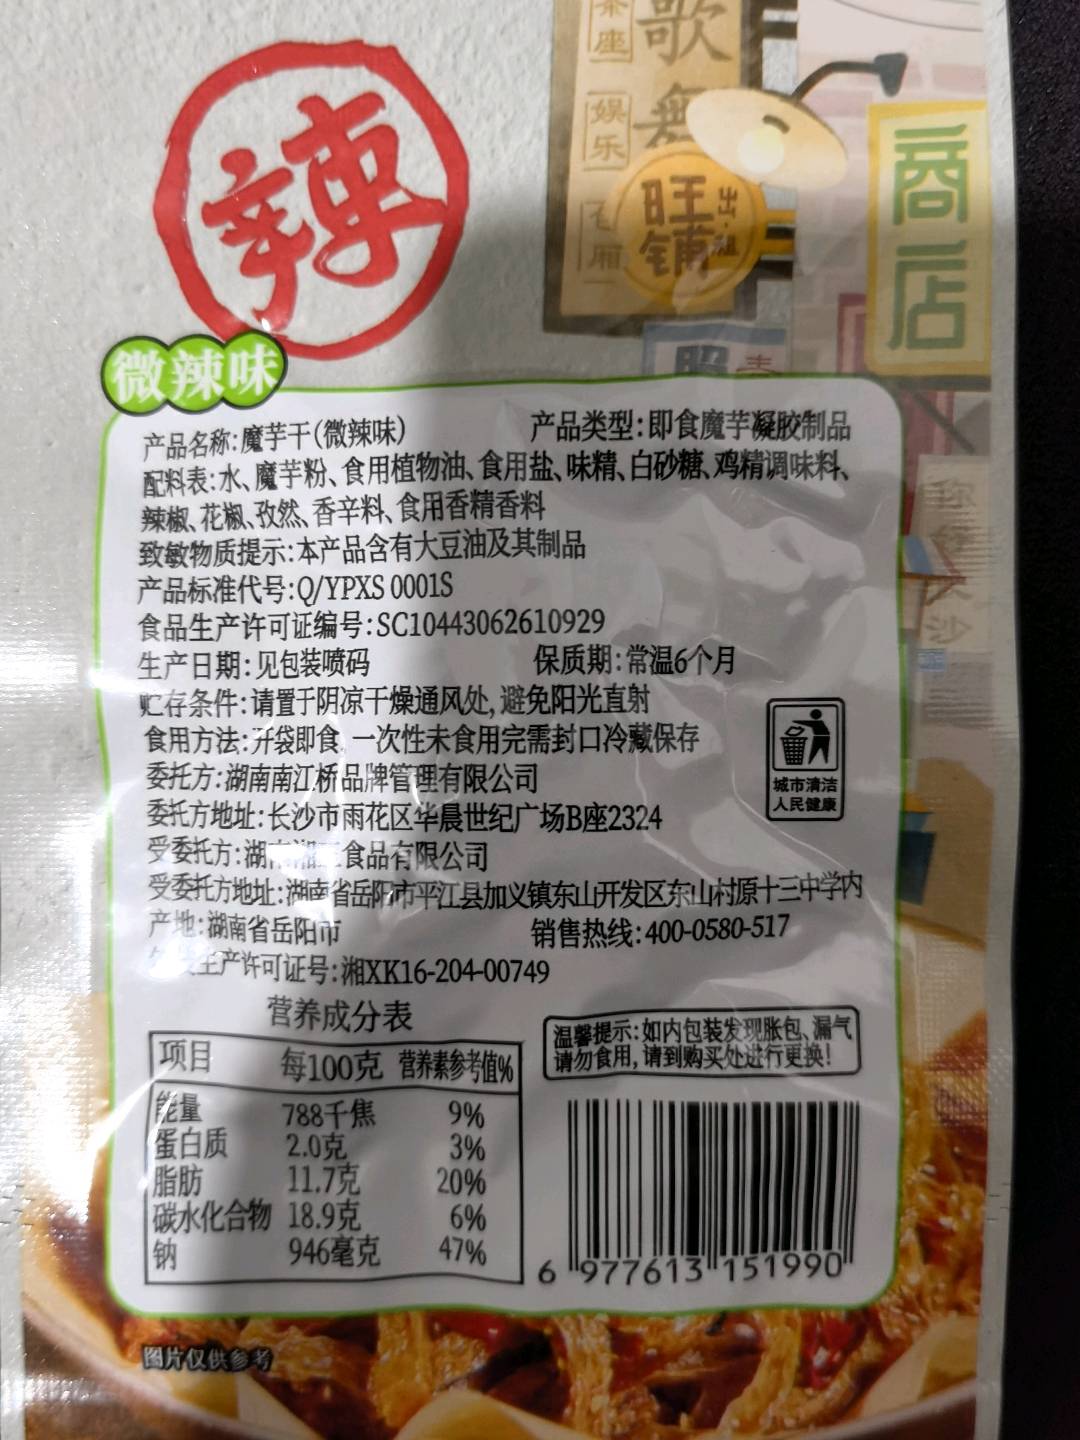 茶座
歌舞
娱乐
旺铺
出租
商店
照
辣
微辣味
产品名称:魔芋干(微辣味) 产品类型:即食魔芋凝胶制品
配料表:水、魔芋粉、食用植物油、食用盐、味精、白砂糖、鸡精调味料、
辣椒、花椒、孜然、香辛料、食用香精香料
致敏物质提示:本产品含有大豆油及其制品
产品标准代号:Q/YPXS 0001S
食品生产许可证编号:SC10443062610929
生产日期:见包装喷码 保质期:常温6个月
贮存条件:请置于阴凉干燥通风处,避免阳光直射
食用方法:开袋即食,一次性未食用完需封口冷藏保存
委托方:湖南南江桥品牌管理有限公司
委托方地址:长沙市雨花区华晨世纪广场B座2324
受委托方:湖南湘 食品有限公司
受委托方地址:湖南省岳阳市平江县加义镇东山开发区东山村原十三中学内
产地:湖南省岳阳市 销售热线:400-0580-517
生产许可证号:湘XK16-204-00749
城市清洁
人民健康
营养成分表
项目 每100克 营养素参考值%
能量 788千焦 9%
蛋白质 2.0克 3%
脂肪 11.7克 20%
碳水化合物 18.9克 6%
钠 946毫克 47%
温馨提示:如内包装发现胀包、漏气
请勿食用,请到购买处进行更换!
6 977613 151990
图片仅供参考